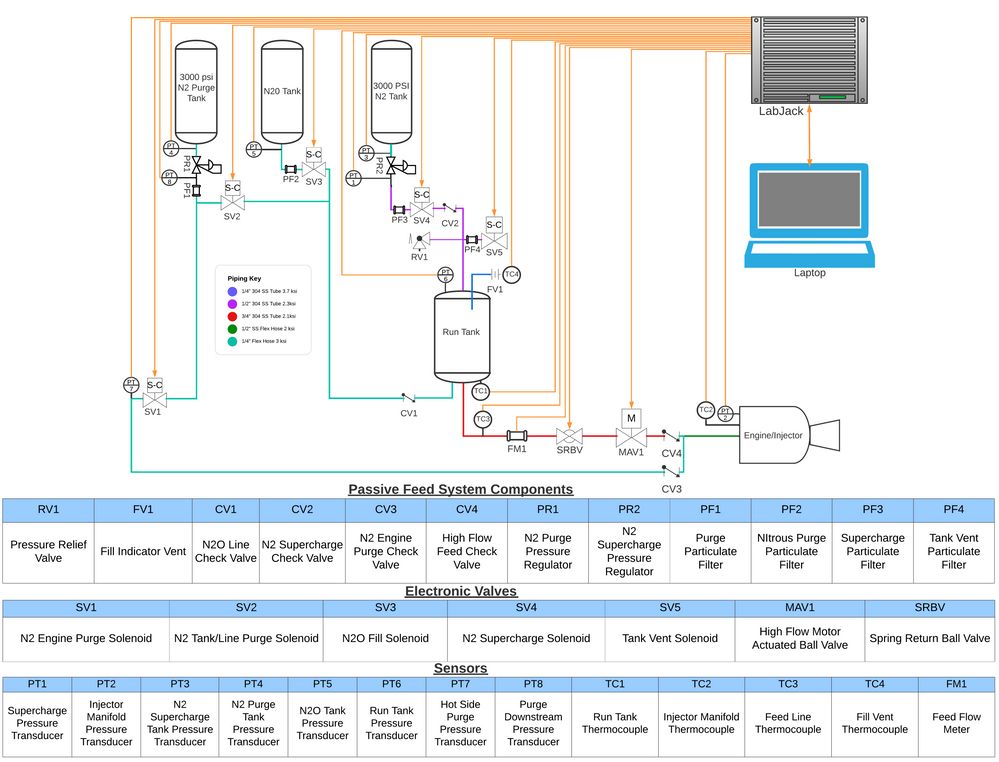 3000 psi
N2 Purge
Tank
N20 Tank
3000 PSI
N2 Tank
LabJack
PT
4
PR1
PT
8
PF1
S-C
SV2
PT
5
PF2
S-C
SV3
PT
3
PR2
PT
1
PF3
S-C
SV4
CV2
S-C
SV5
PF4
RV1
PT
6
FV1
TC4
Laptop
Piping Key
1/4" 304 SS Tube 3.7 ksi
1/2" 304 SS Tube 2.3ksi
3/4" 304 SS Tube 2.1ksi
1/2" SS Flex Hose 2 ksi
1/4" Flex Hose 3 ksi
Run Tank
PT
7
S-C
SV1
CV1
TC1
TC3
FM1
SRBV
M
MAV1
CV4
CV3
TC2
PT
2
Engine/Injector
Passive Feed System Components
RV1 FV1 CV1 CV2 CV3 CV4 PR1 PR2 PF1 PF2 PF3 PF4
Pressure Relief
Valve
Fill Indicator Vent
N2O Line
Check Valve
N2 Supercharge
Check Valve
N2 Engine
Purge Check
Valve
High Flow
Feed Check
Valve
N2 Purge
Pressure
Regulator
N2
Supercharge
Pressure
Regulator
Purge
Particulate
Filter
NItrous Purge
Particulate
Filter
Supercharge
Particulate
Filter
Tank Vent
Particulate
Filter
Electronic Valves
SV1 SV2 SV3 SV4 SV5 MAV1 SRBV
N2 Engine Purge Solenoid
N2 Tank/Line Purge Solenoid
N2O Fill Solenoid
N2 Supercharge Solenoid
Tank Vent Solenoid
High Flow Motor
Actuated Ball Valve
Spring Return Ball Valve
Sensors
PT1 PT2 PT3 PT4 PT5 PT6 PT7 PT8 TC1 TC2 TC3 TC4 FM1
Supercharge
Pressure
Transducer
Injector
Manifold
Pressure
Transducer
N2
Supercharge
Tank Pressure
Transducer
N2 Purge
Tank
Pressure
Transducer
N2O Tank
Pressure
Transducer
Run Tank
Pressure
Transducer
Hot Side
Purge
Pressure
Transducer
Purge
Downstream
Pressure
Transducer
Run Tank
Thermocouple
Injector Manifold
Thermocouple
Feed Line
Thermocouple
Fill Vent
Thermocouple
Feed Flow
Meter